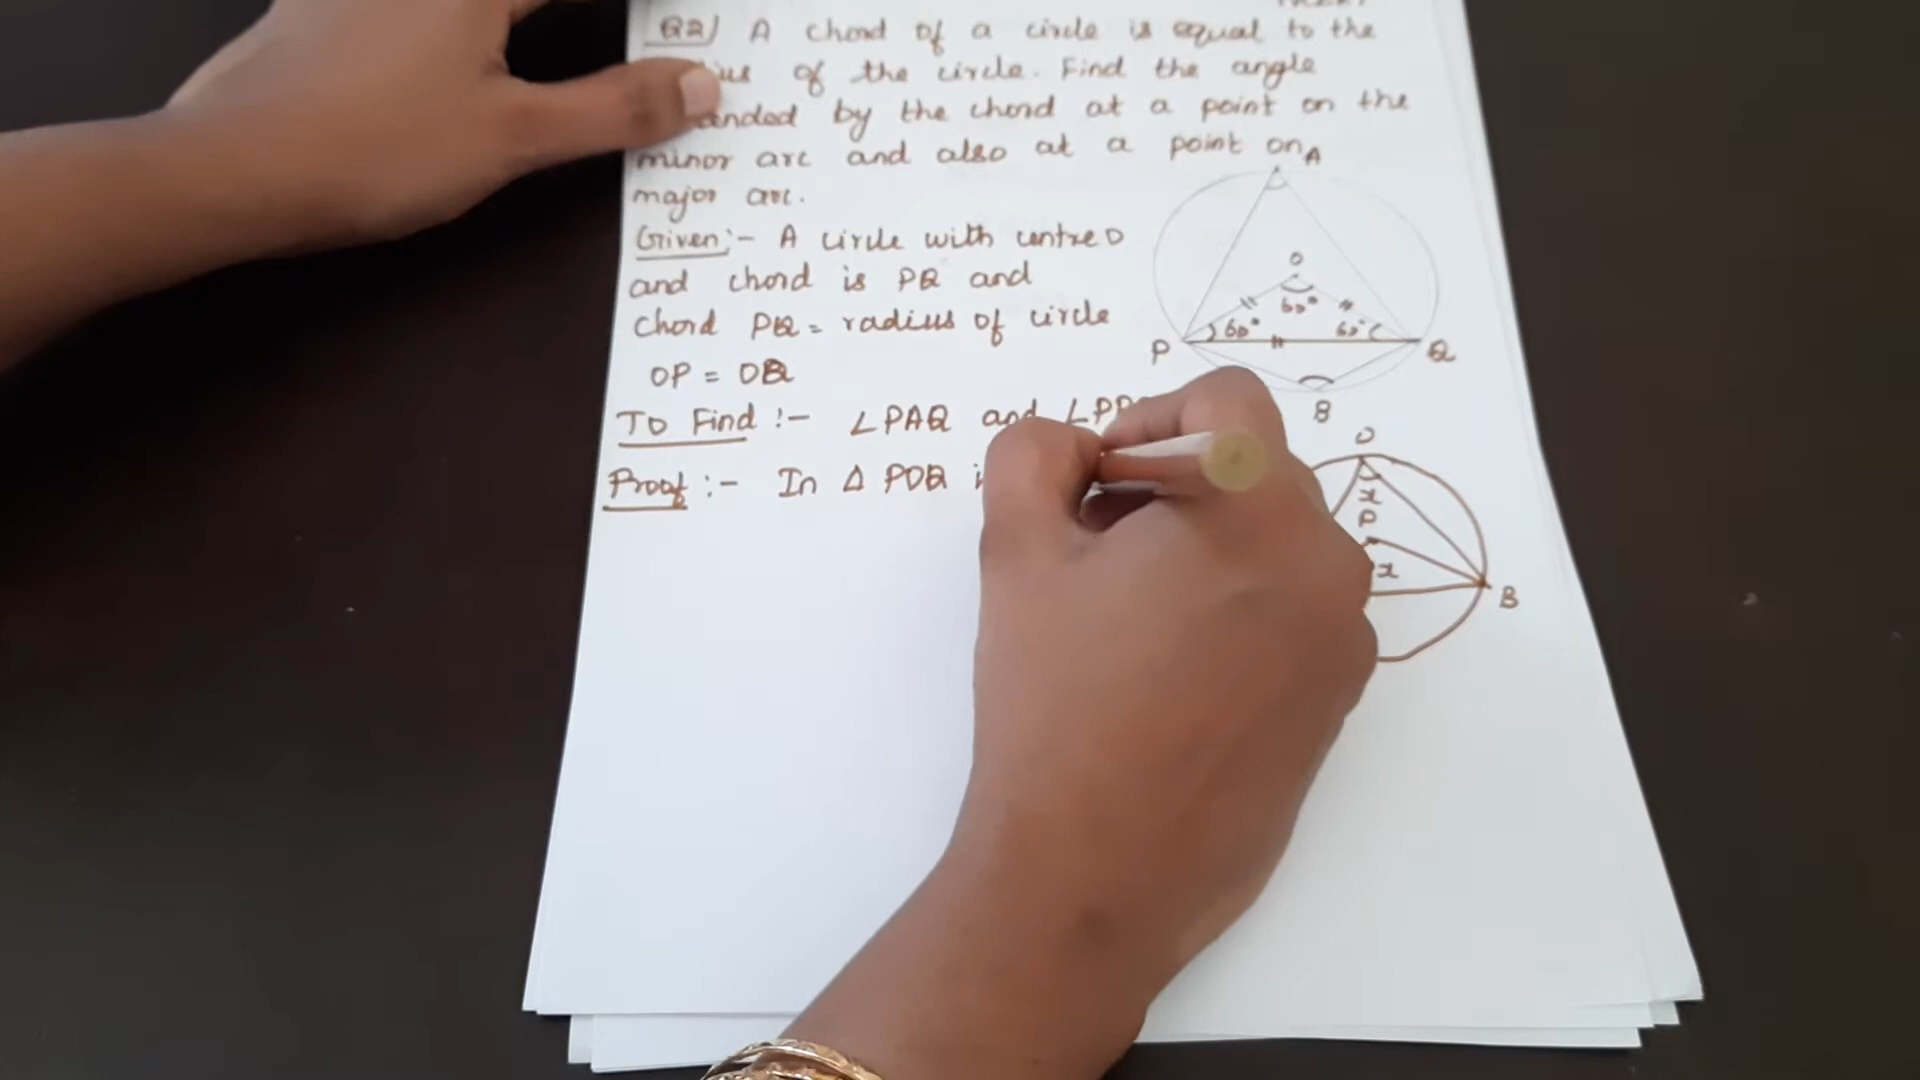 Q2) A chord of a circle is equal to the
of the circle. Find the angle
by the chord at a point on the
minor arc and also at a point on
major arc.
Given:- A circle with centre O
and chord is PQ and
Chord PQ = radius of circle
OP = OQ
To Find :- ∠PAQ and
Proof :- In Δ POQ
A
O
60°
60° 60°
P Q
B
O
x
P
x
B